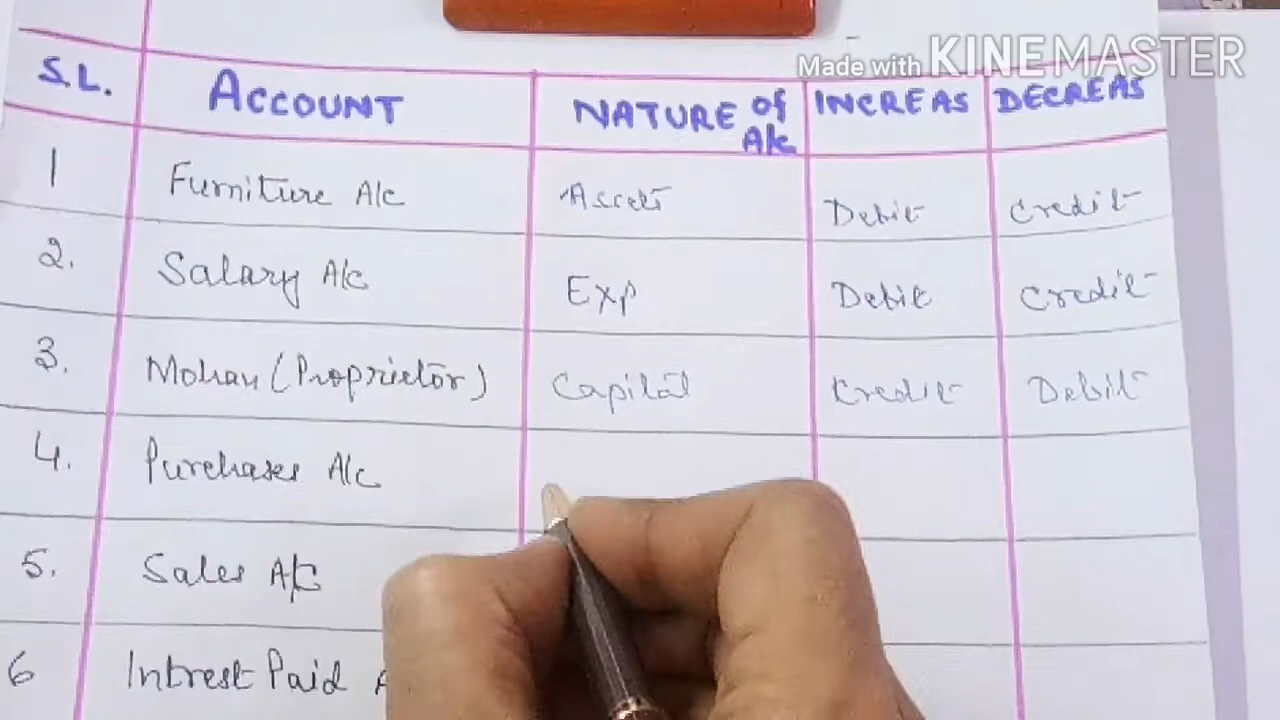 Made with KINEMASTER
S.L. ACCOUNT NATURE of A/c INCREAS DECREAS
1 Furniture A/c Asset Debit Credit
2. Salary A/c Exp Debit Credit
3. Mohan (Proprietor) Capital Credit Debit
4. Purchases A/c
5. Sales A/C
6 Intrest Paid